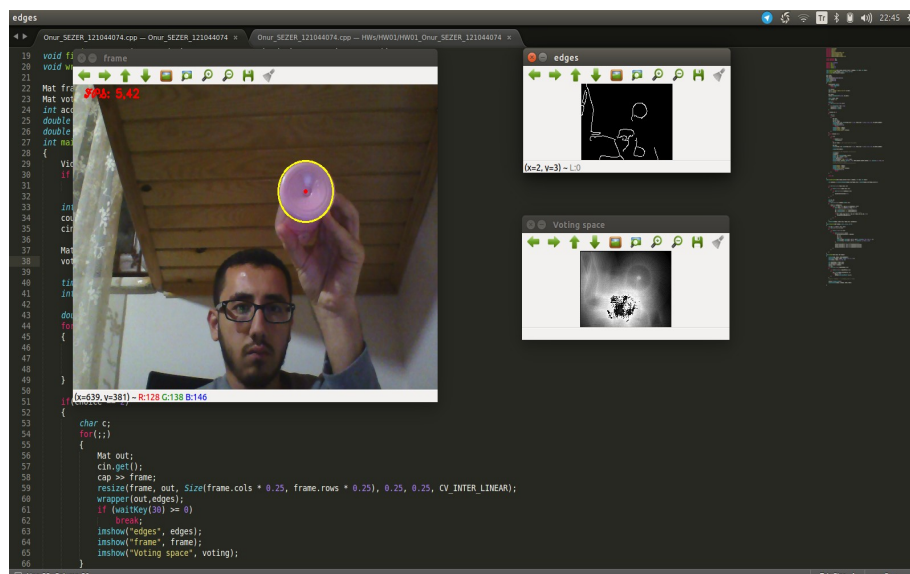 edges
Tr
22:45
Onur_SEZER_121044074.cpp — Onur_SEZER_121044074 ×
Onur_SEZER_121044074.cpp — HWs/HW01/HW01_Onur_SEZER_121044074 ×
19 void fi
20 void w
21
22 Mat fra
23 Mat vot
24 int acc
25 double
26 double
27 int mai
28 {
29 Vid
30 if
31
32
33 int
34 cou
35 cin
36
37 Mat
38 vot
39
40 tim
41 int
42
43 dou
44 for
45 {
46
47
48
49 }
50
51 if(choice == 2)
52 {
53 char c;
54 for(;;)
55 {
56 Mat out;
57 cin.get();
58 cap >> frame;
59 resize(frame, out, Size(frame.cols * 0.25, frame.rows * 0.25), 0.25, 0.25, CV_INTER_LINEAR);
60 wrapper(out,edges);
61 if (waitKey(30) >= 0)
62 break;
63 imshow("edges", edges);
64 imshow("frame", frame);
65 imshow("Voting space", voting);
66 }
frame
FPS: 5,42
(x=639, y=381) ~ R:128 G:138 B:146
edges
(x=2, y=3) ~ L:0
Voting space